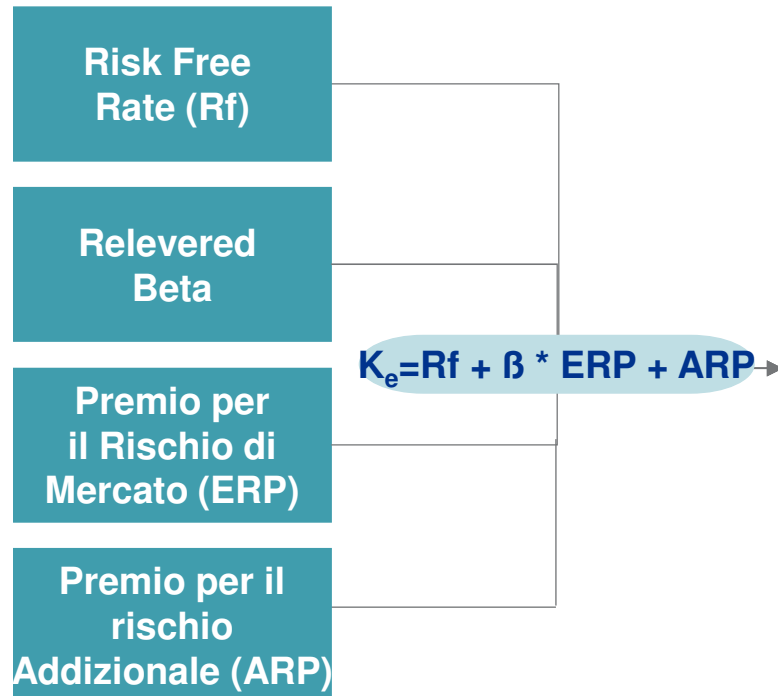 Risk Free
Rate (Rf)
Relevered
Beta
Ke=Rf + ß * ERP + ARP
Premio per
il Rischio di
Mercato (ERP)
Premio per il
rischio
Addizionale (ARP)